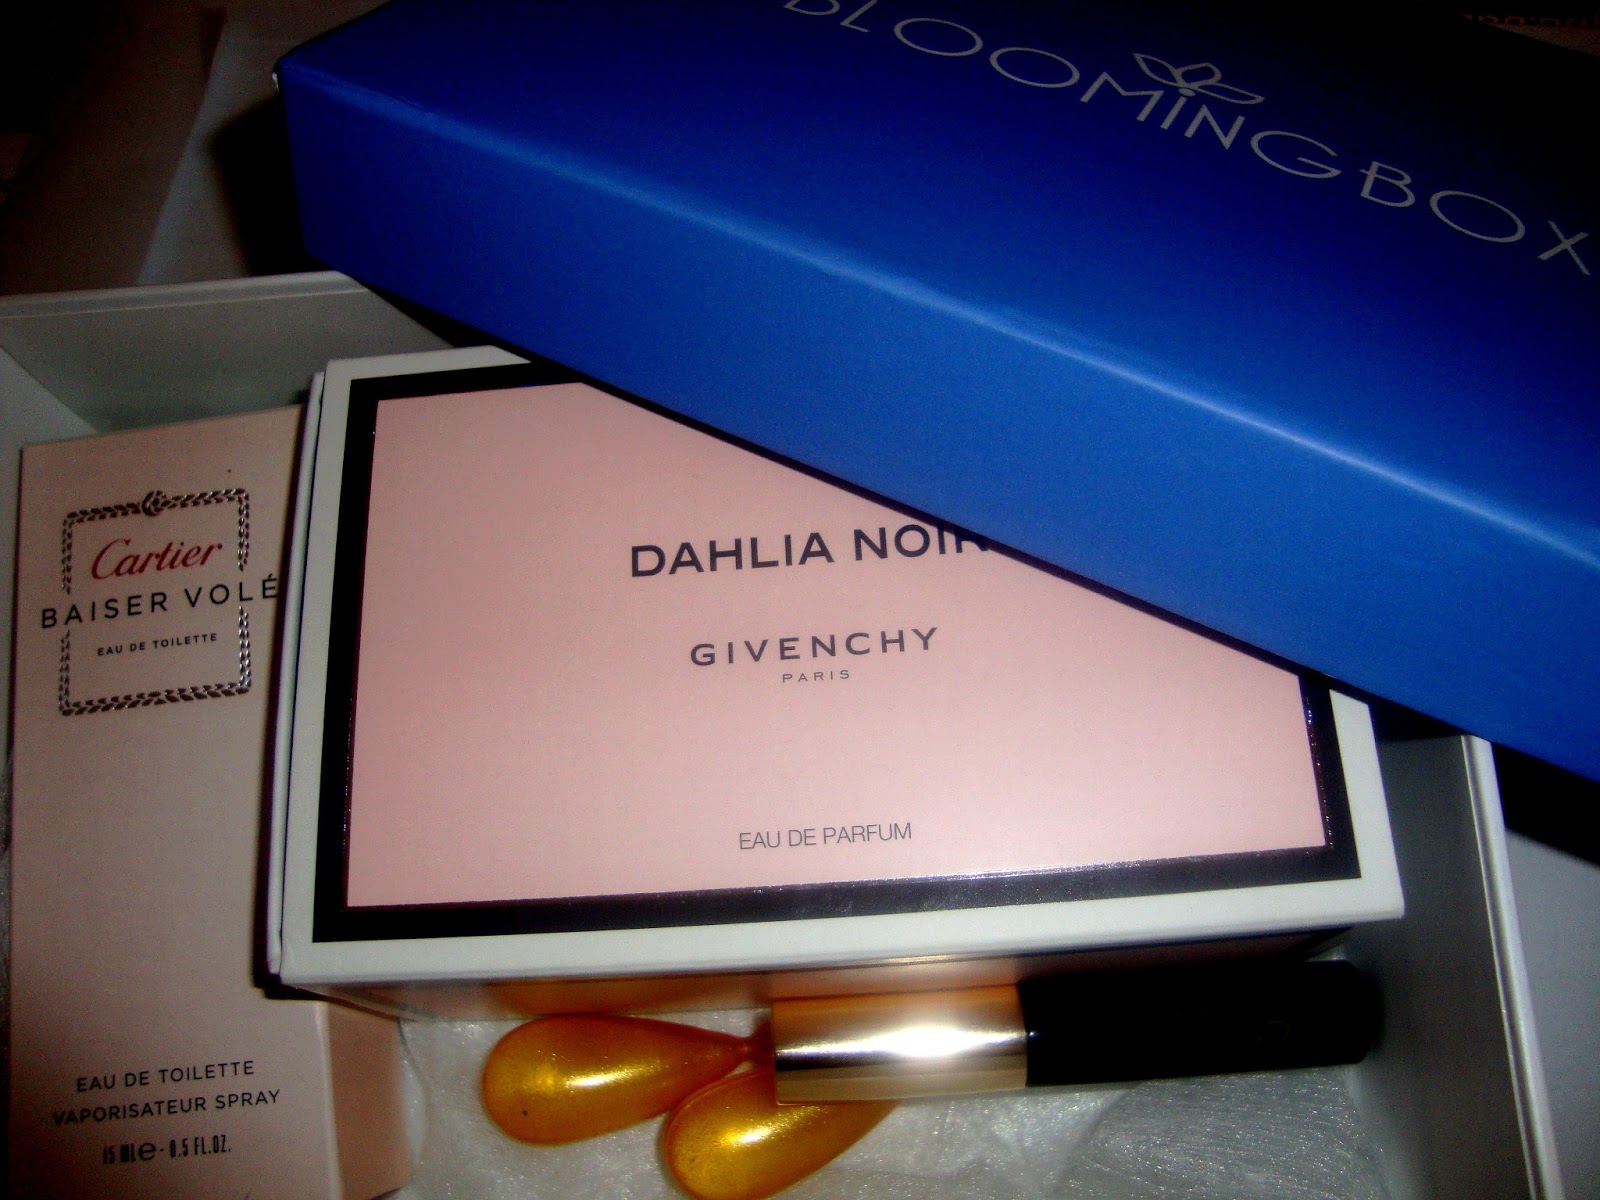 BLOOMINGBOX
Cartier
BAISER VOLÉ
EAU DE TOILETTE
EAU DE TOILETTE
VAPORISATEUR SPRAY
15 MLe - 0.5 FL.OZ.
DAHLIA NOIR
GIVENCHY
PARIS
EAU DE PARFUM